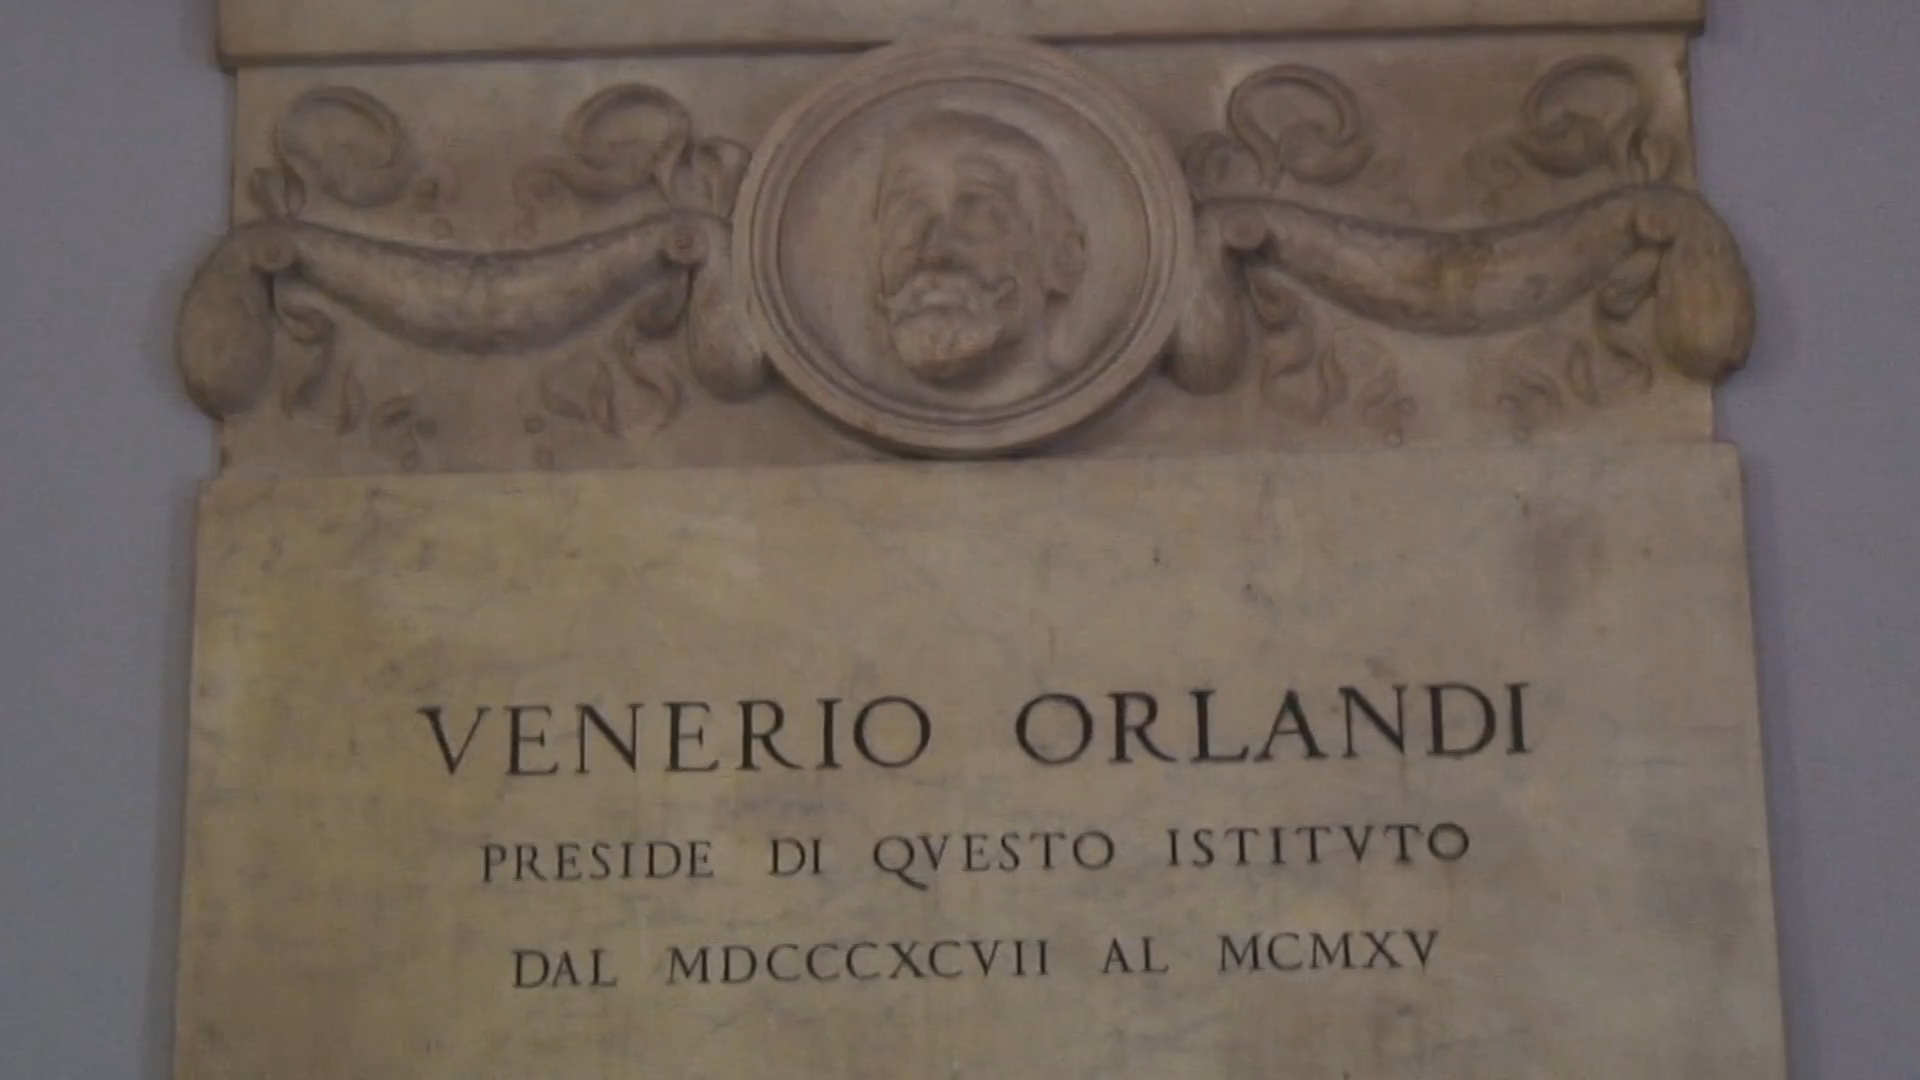 VENERIO ORLANDI
PRESIDE DI QVESTO ISTITVTO
DAL MDCCCXCVII AL MCMXV